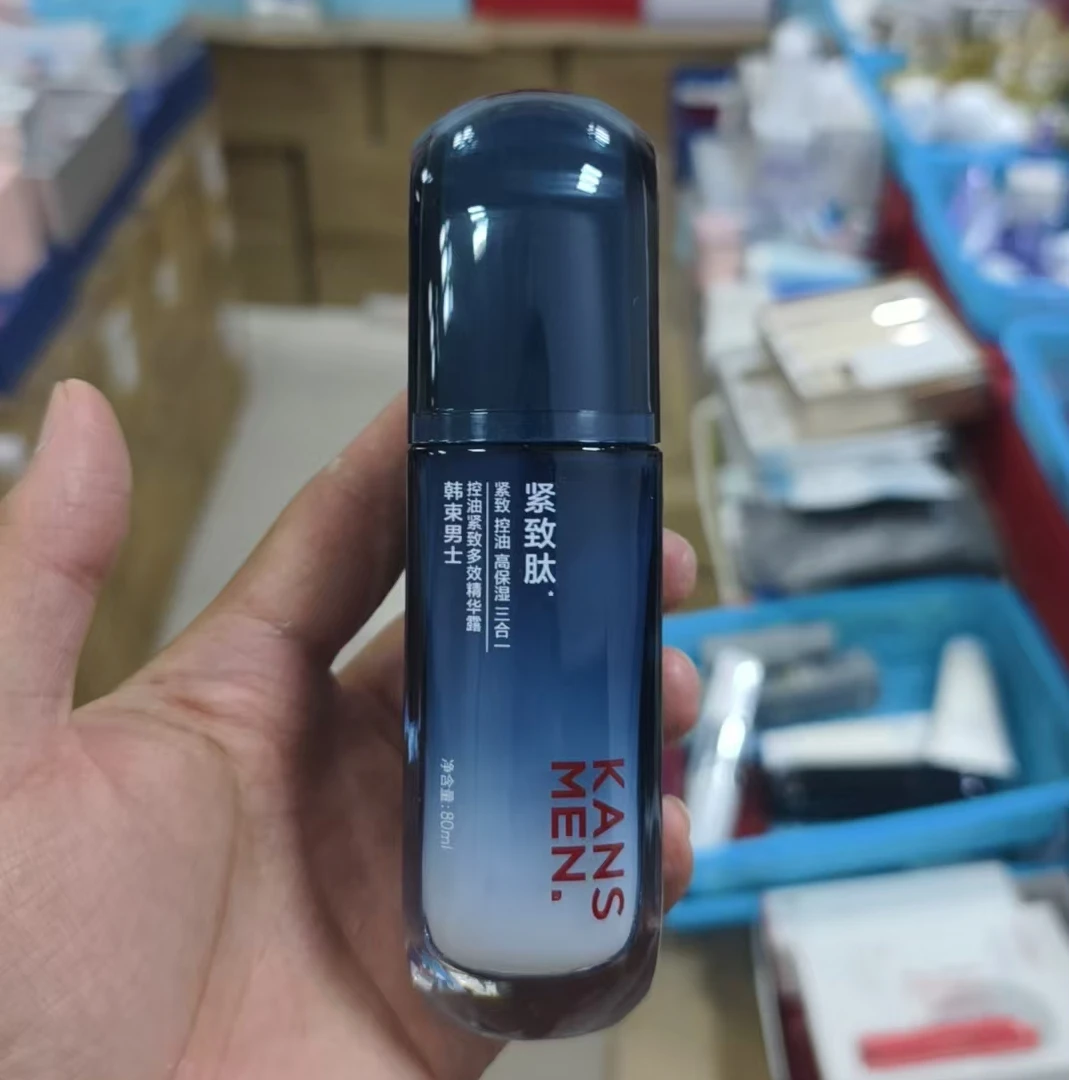 紧致肽.
紧致 控油 高保湿 三合一
控油紧致多效精华露
韩束男士
KANS
MEN.
净含量:80ml